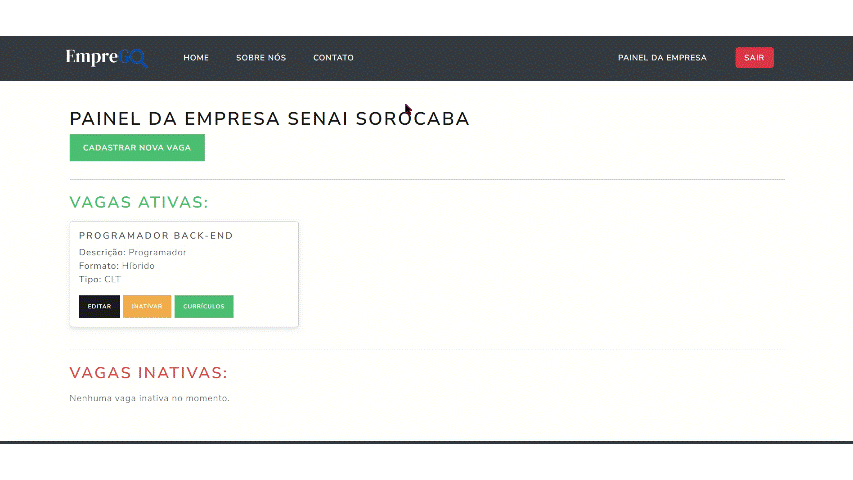 EmpreGO HOME SOBRE NÓS CONTATO PAINEL DA EMPRESA SAIR
PAINEL DA EMPRESA SENAI SOROCABA
CADASTRAR NOVA VAGA
VAGAS ATIVAS:
PROGRAMADOR BACK-END
Descrição: Programador
Formato: Híbrido
Tipo: CLT
EDITAR INATIVAR CURRÍCULOS
VAGAS INATIVAS:
Nenhuma vaga inativa no momento.